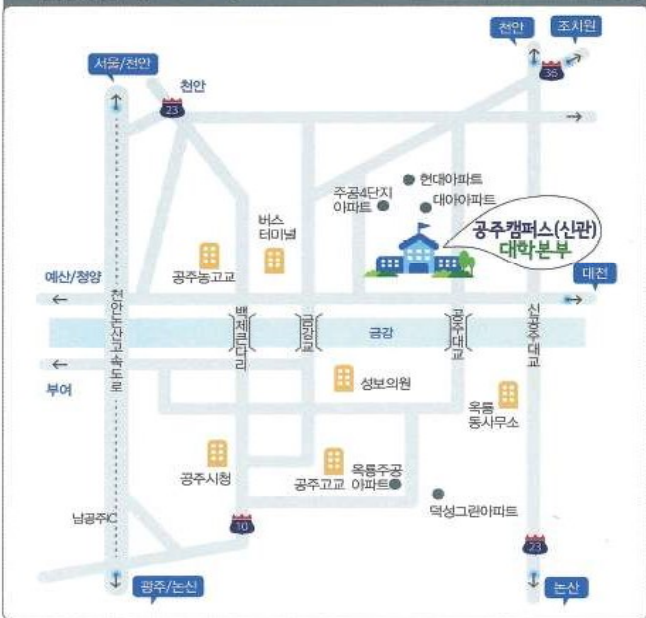 천안
조치원
서울/천안
36
천안
23
현대아파트
주공4단지
아파트
대아아파트
버스
터미널
공주캠퍼스(신관)
대학본부
공주농고교
예산/청양
대전
천안논산고속도로
백제큰다리
금강교
금강
공주대교
신공주대교
부여
성보의원
옥룡
동사무소
공주시청
공주고교
옥룡주공
아파트
덕성그린아파트
남공주IC
10
23
광주/논신
논산